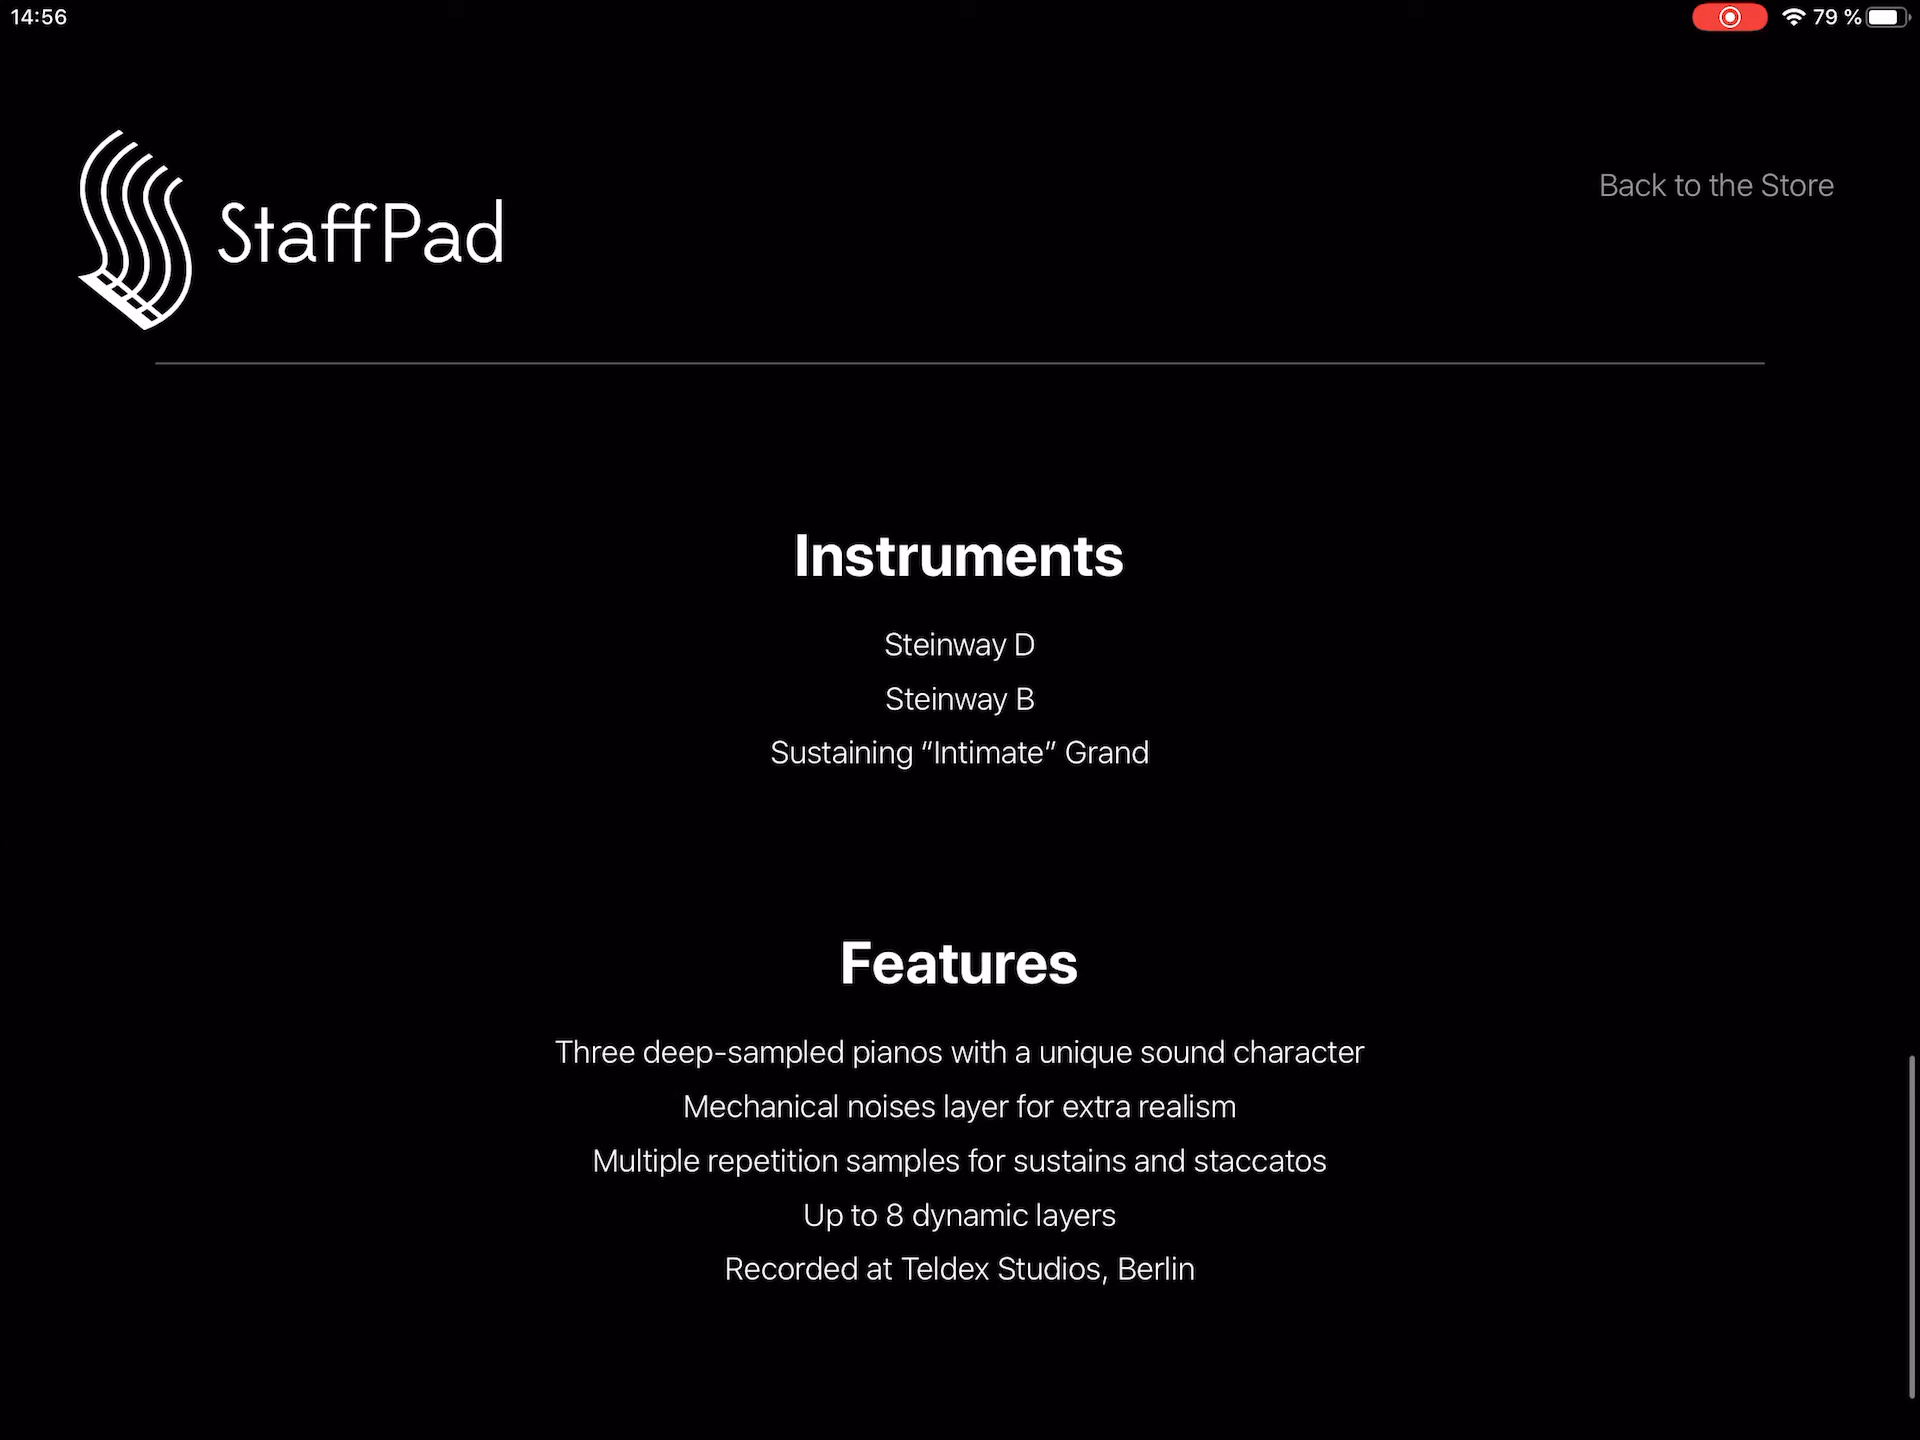 14:56
79 %
StaffPad
Back to the Store
Instruments
Steinway D
Steinway B
Sustaining “Intimate” Grand
Features
Three deep-sampled pianos with a unique sound character
Mechanical noises layer for extra realism
Multiple repetition samples for sustains and staccatos
Up to 8 dynamic layers
Recorded at Teldex Studios, Berlin